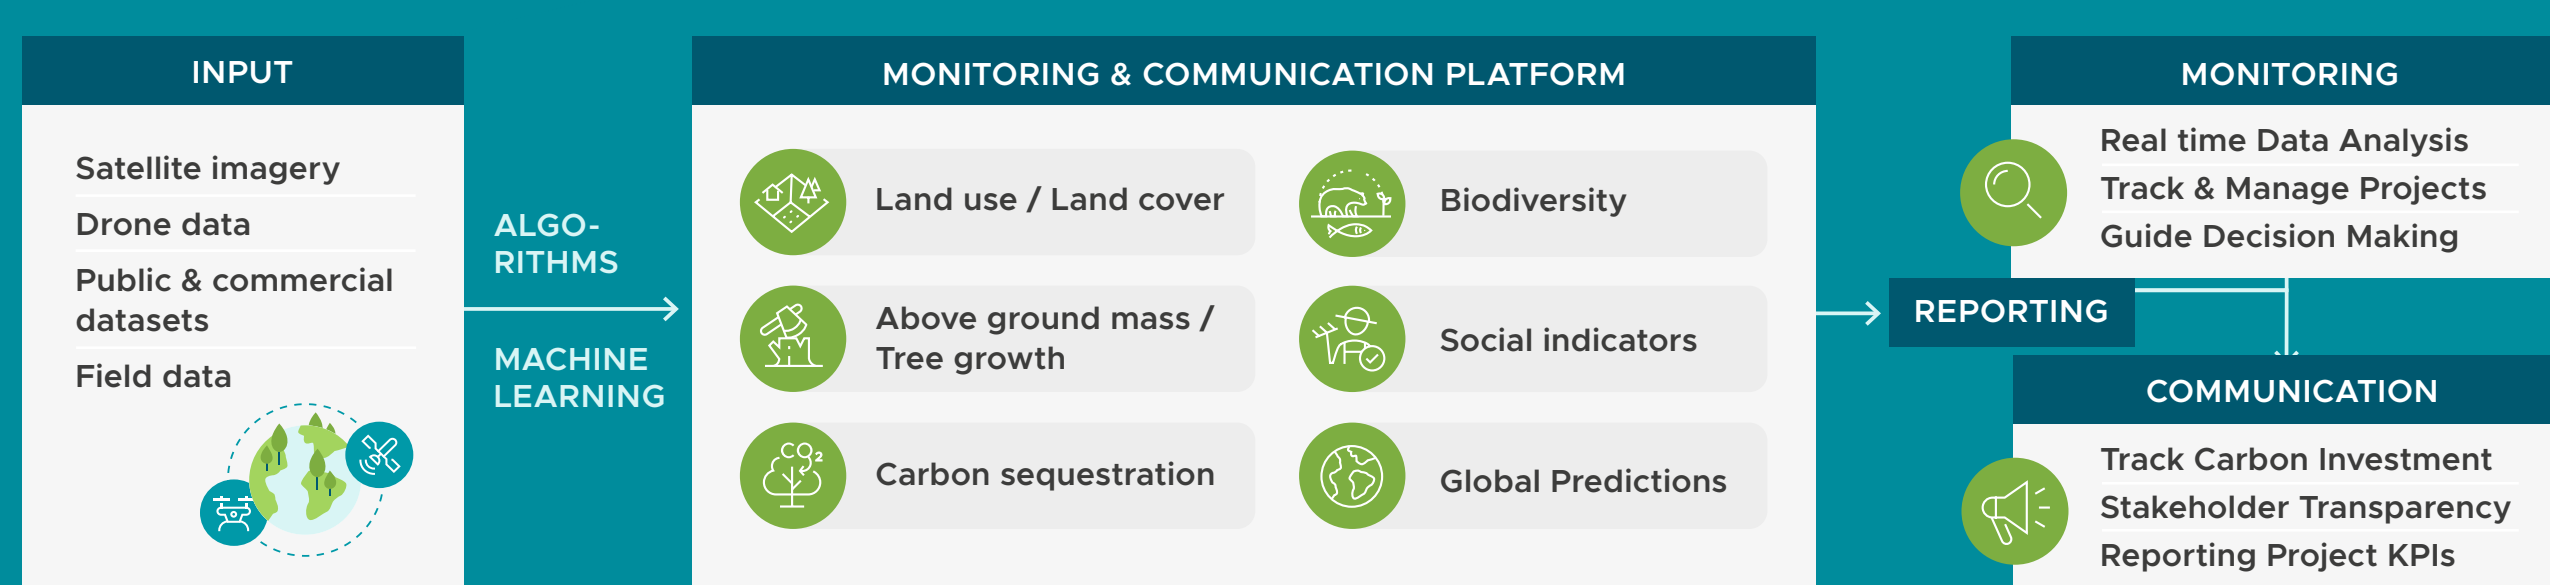 INPUT
Satellite imagery
Drone data
Public & commercial
datasets
Field data
ALGO-
RITHMS
MACHINE
LEARNING
MONITORING & COMMUNICATION PLATFORM
Land use / Land cover
Above ground mass /
Tree growth
CO2
Carbon sequestration
Biodiversity
Social indicators
Global Predictions
REPORTING
MONITORING
Real time Data Analysis
Track & Manage Projects
Guide Decision Making
COMMUNICATION
Track Carbon Investment
Stakeholder Transparency
Reporting Project KPIs